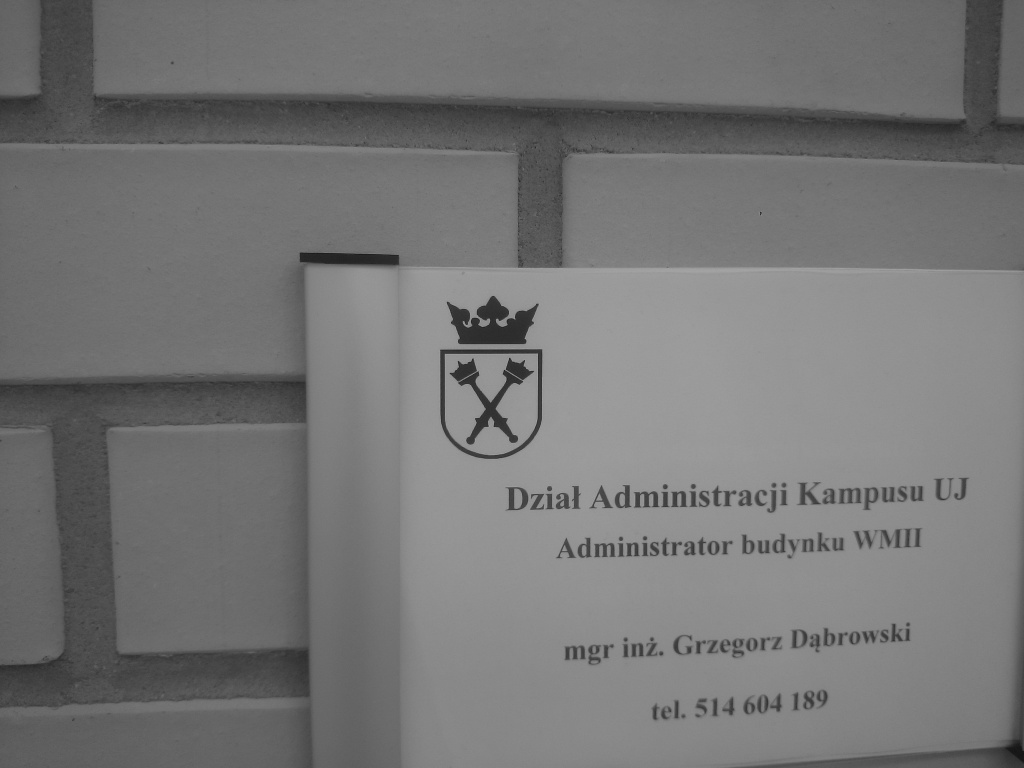 Dział Administracji Kampusu UJ
Administrator budynku WMII
mgr inż. Grzegorz Dąbrowski
tel. 514 604 189